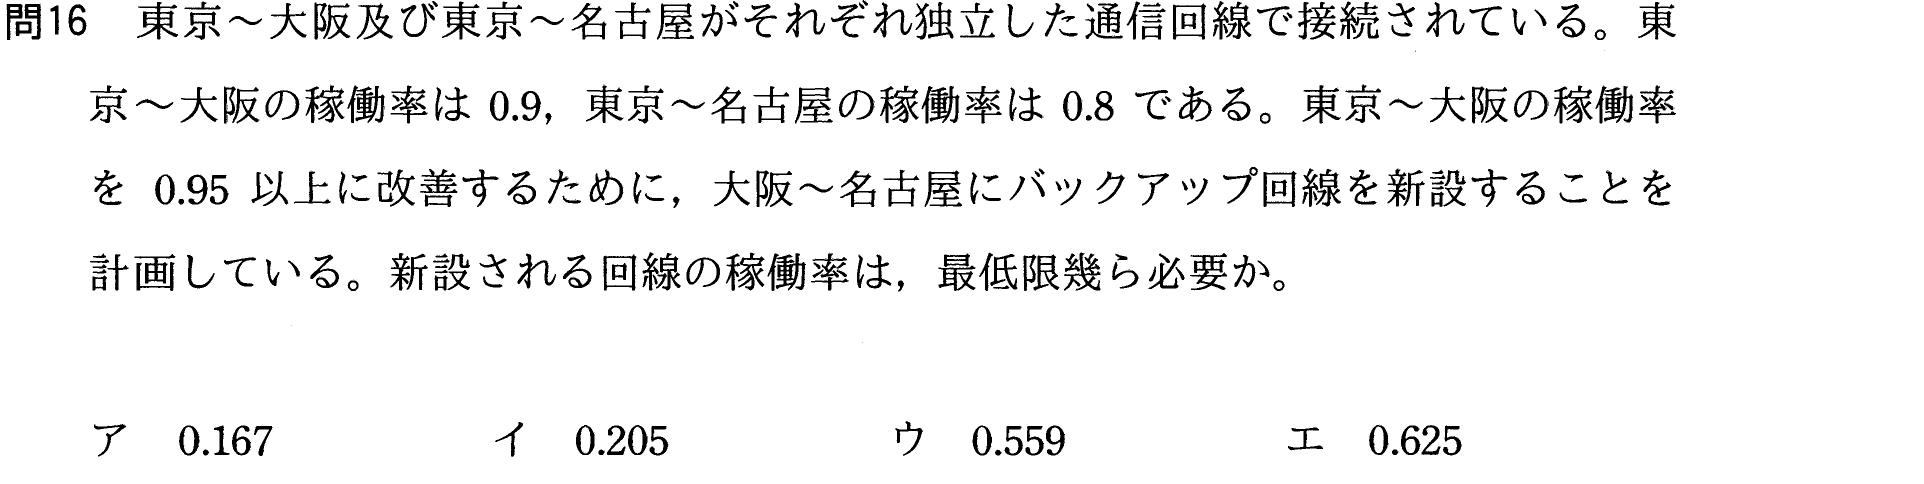 問16 東京～大阪及び東京～名古屋がそれぞれ独立した通信回線で接続されている。東
京～大阪の稼働率は 0.9，東京～名古屋の稼働率は 0.8 である。東京～大阪の稼働率
を 0.95 以上に改善するために，大阪～名古屋にバックアップ回線を新設することを
計画している。新設される回線の稼働率は，最低限幾ら必要か。
ア 0.167 イ 0.205 ウ 0.559 エ 0.625